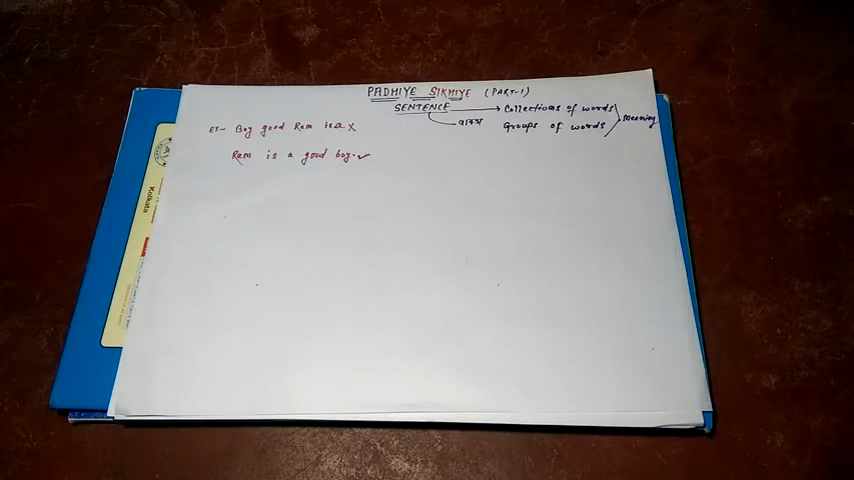 PADHIYE SIKHIYE (PART-1)
SENTENCE → Collections of words
Groups of words
Meaning
EX- Boy good Ram is a X
Ram is a good boy. ✓
Kolkata